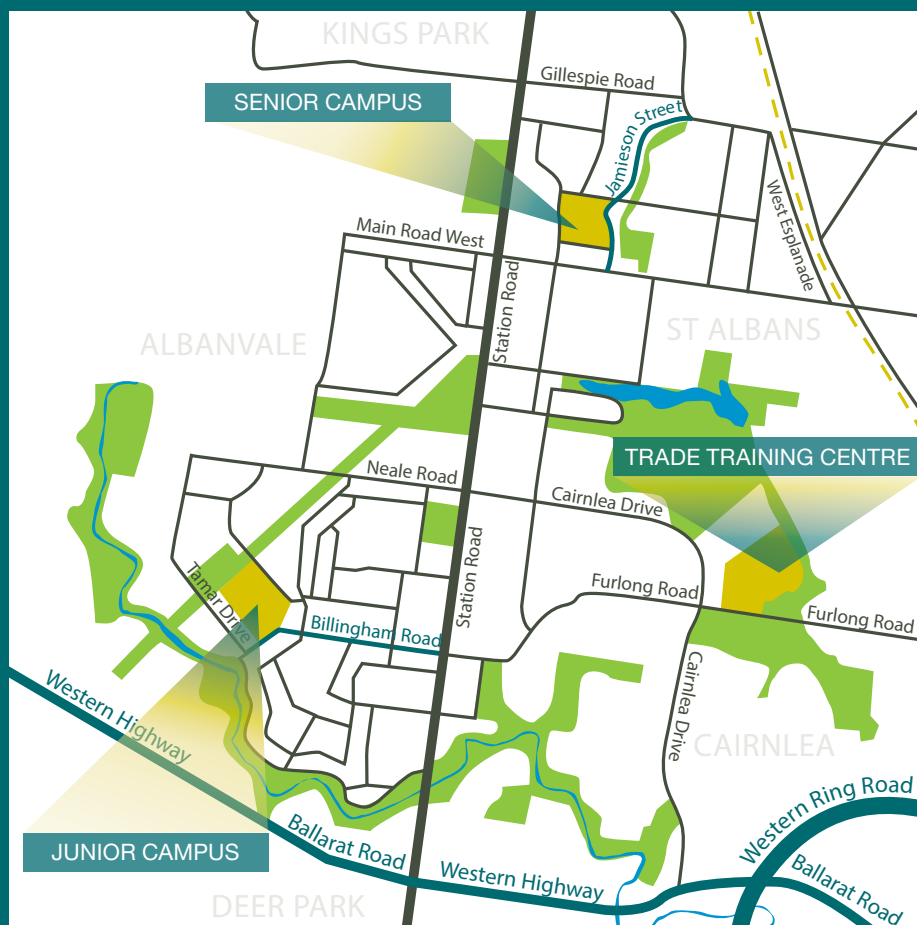 KINGS PARK
Gillespie Road
SENIOR CAMPUS
Jamieson Street
West Esplanade
Main Road West
Station Road
ST ALBANS
ALBANVALE
TRADE TRAINING CENTRE
Neale Road
Cairnlea Drive
Station Road
Tamar Drive
Furlong Road
Furlong Road
Billingham Road
Cairnlea Drive
Western Highway
CAIRNLEA
Western Ring Road
JUNIOR CAMPUS
Ballarat Road
Western Highway
Ballarat Road
DEER PARK